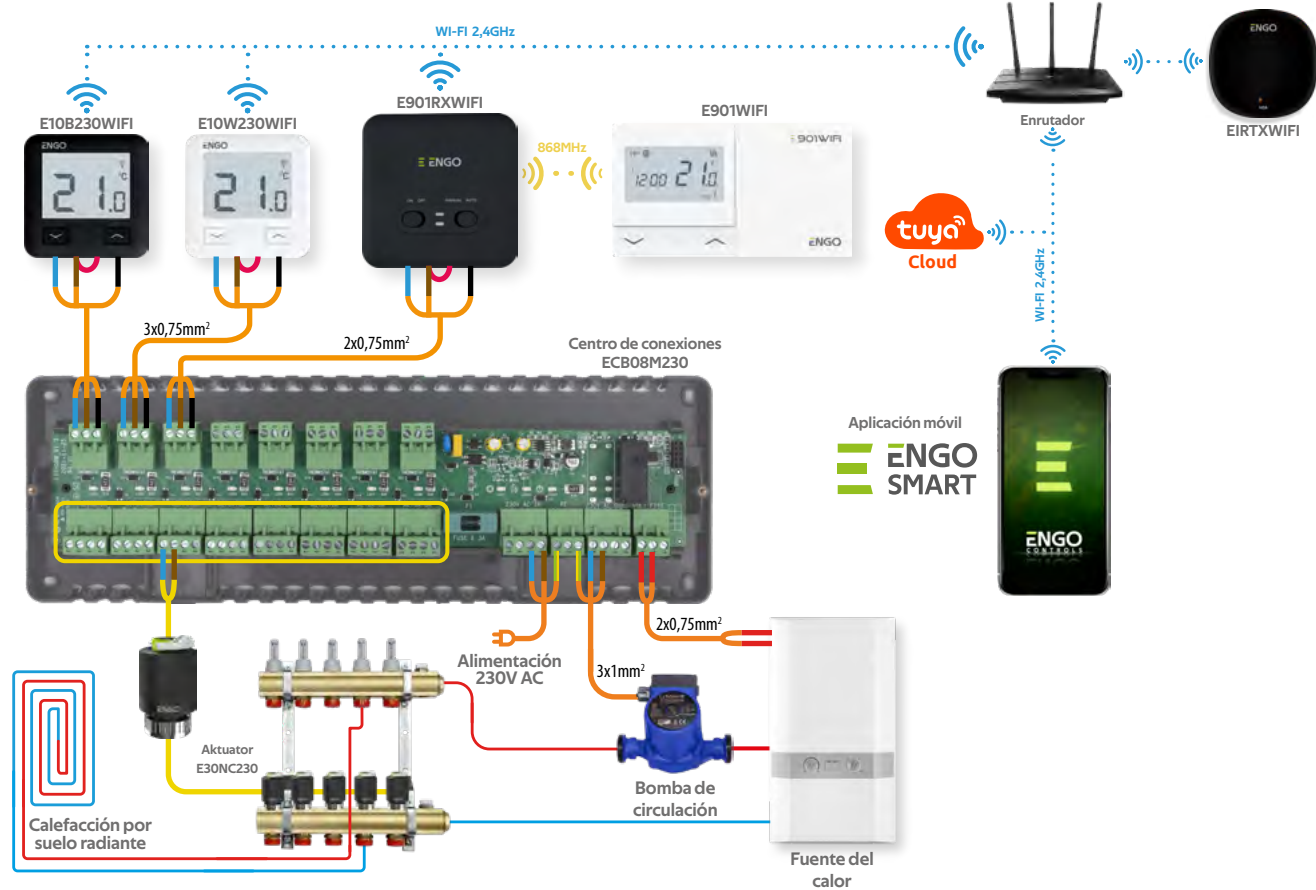 WI-FI 2,4GHz
E10B230WIFI
E10W230WIFI
E901RXWIFI
E901WIFI
Enrutador
ENGO
EIRTXWIFI
ENGO
21.0
°C
ENGO
21.0
°C
ENGO
868MHz
E901WIFI
12:00 21.0
ENGO
tuya
Cloud
WI-FI 2,4GHz
3x0,75mm²
2x0,75mm²
Centro de conexiones
ECB08M230
Aplicación móvil
ENGO
SMART
ENGO
CONTROLS
2x0,75mm²
Alimentación
230V AC
3x1mm²
ENGO
Aktuator
E30NC230
Calefacción por
suelo radiante
Bomba de
circulación
Fuente del
calor